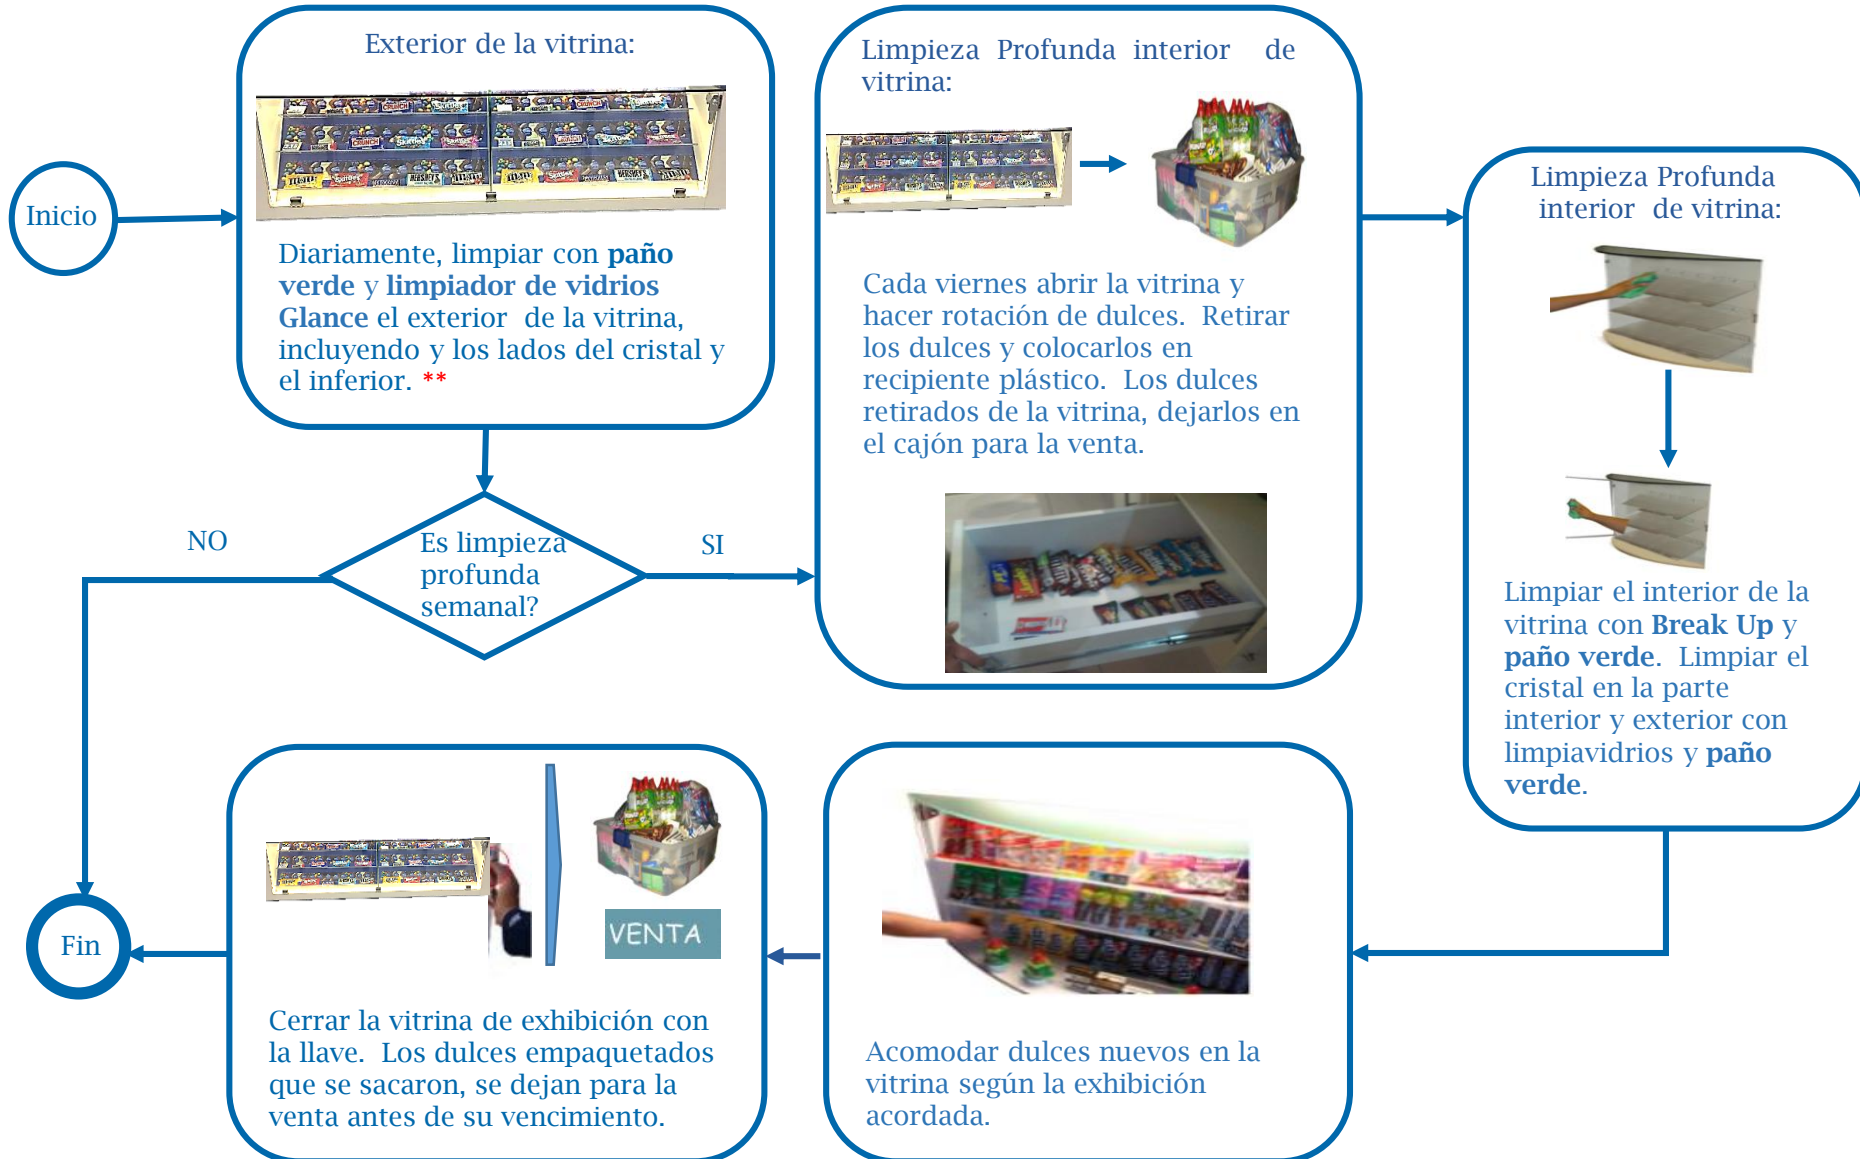 Inicio
Exterior de la vitrina:
Diariamente, limpiar con paño
verde y limpiador de vidrios
Glance el exterior de la vitrina,
incluyendo y los lados del cristal y
el inferior. **
Es limpieza
profunda
semanal?
NO
SI
Limpieza Profunda interior de
vitrina:
Cada viernes abrir la vitrina y
hacer rotación de dulces. Retirar
los dulces y colocarlos en
recipiente plástico. Los dulces
retirados de la vitrina, dejarlos en
el cajón para la venta.
Limpieza Profunda
interior de vitrina:
Limpiar el interior de la
vitrina con Break Up y
paño verde. Limpiar el
cristal en la parte
interior y exterior con
limpiavidrios y paño
verde.
Acomodar dulces nuevos en la
vitrina según la exhibición
acordada.
VENTA
Cerrar la vitrina de exhibición con
la llave. Los dulces empaquetados
que se sacaron, se dejan para la
venta antes de su vencimiento.
Fin